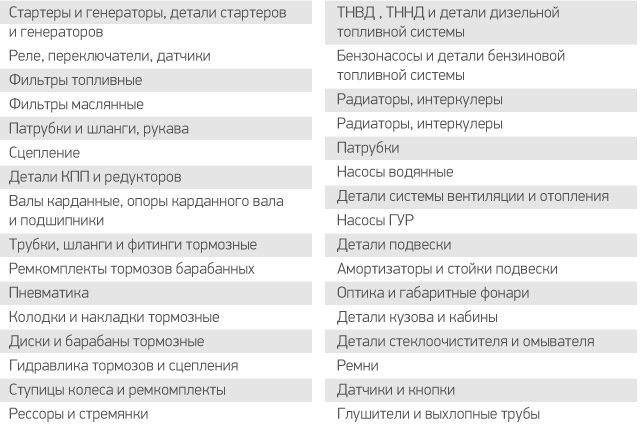 Стартеры и генераторы, детали стартеров
и генераторов
Реле, переключатели, датчики
Фильтры топливные
Фильтры маслянные
Патрубки и шланги, рукава
Сцепление
Детали КПП и редукторов
Валы карданные, опоры карданного вала
и подшипники
Трубки, шланги и фитинги тормозные
Ремкомплекты тормозов барабанных
Пневматика
Колодки и накладки тормозные
Диски и барабаны тормозные
Гидравлика тормозов и сцепления
Ступицы колеса и ремкомплекты
Рессоры и стремянки
ТНВД , ТННД и детали дизельной
топливной системы
Бензонасосы и детали бензиновой
топливной системы
Радиаторы, интеркулеры
Радиаторы, интеркулеры
Патрубки
Насосы водянные
Детали системы вентиляции и отопления
Насосы ГУР
Детали подвески
Амортизаторы и стойки подвески
Оптика и габаритные фонари
Детали кузова и кабины
Детали стеклоочистителя и омывателя
Ремни
Датчики и кнопки
Глушители и выхлопные трубы